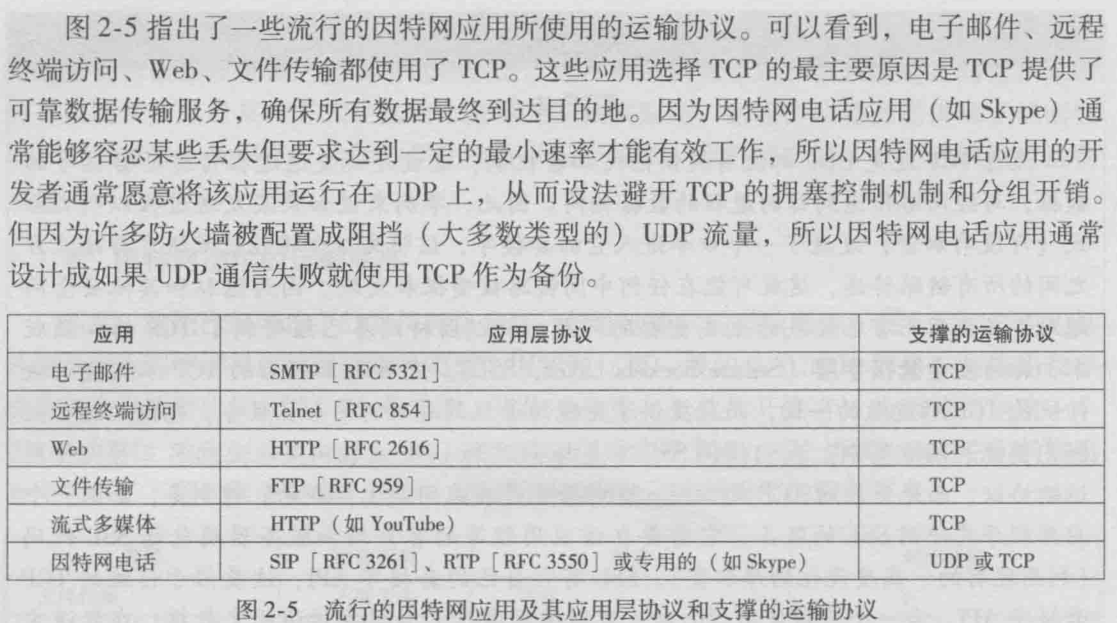 图 2-5 指出了一些流行的因特网应用所使用的运输协议。可以看到，电子邮件、远程
终端访问、Web、文件传输都使用了 TCP。这些应用选择 TCP 的最主要原因是 TCP 提供了
可靠数据传输服务，确保所有数据最终到达目的地。因为因特网电话应用（如 Skype）通
常能够容忍某些丢失但要求达到一定的最小速率才能有效工作，所以因特网电话应用的开
发者通常愿意将该应用运行在 UDP 上，从而设法避开 TCP 的拥塞控制机制和分组开销。
但因为许多防火墙被配置成阻挡（大多数类型的）UDP 流量，所以因特网电话应用通常
设计成如果 UDP 通信失败就使用 TCP 作为备份。
应用 应用层协议 支撑的运输协议
电子邮件 SMTP［RFC 5321］ TCP
远程终端访问 Telnet［RFC 854］ TCP
Web HTTP［RFC 2616］ TCP
文件传输 FTP［RFC 959］ TCP
流式多媒体 HTTP（如 YouTube） TCP
因特网电话 SIP［RFC 3261］、RTP［RFC 3550］或专用的（如 Skype） UDP 或 TCP
图 2-5 流行的因特网应用及其应用层协议和支撑的运输协议